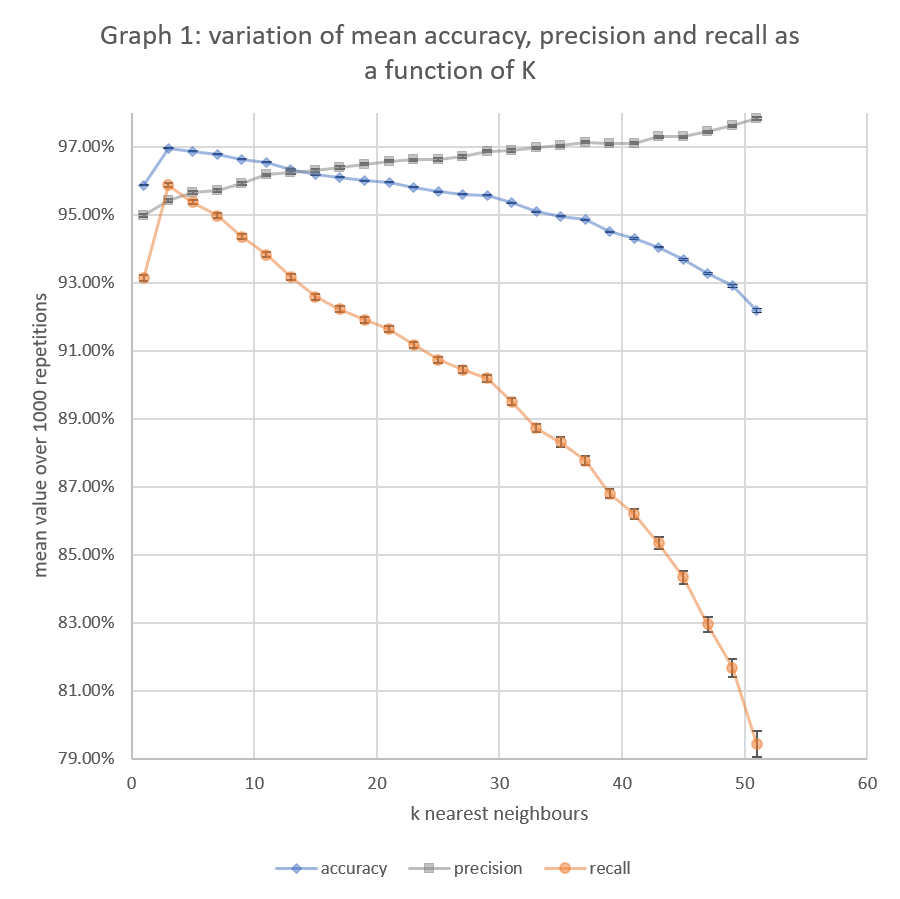 Graph 1: variation of mean accuracy, precision and recall as
a function of K
mean value over 1000 repetitions
97.00%
95.00%
93.00%
91.00%
89.00%
87.00%
85.00%
83.00%
81.00%
79.00%
0 10 20 30 40 50 60
k nearest neighbours
accuracy precision recall